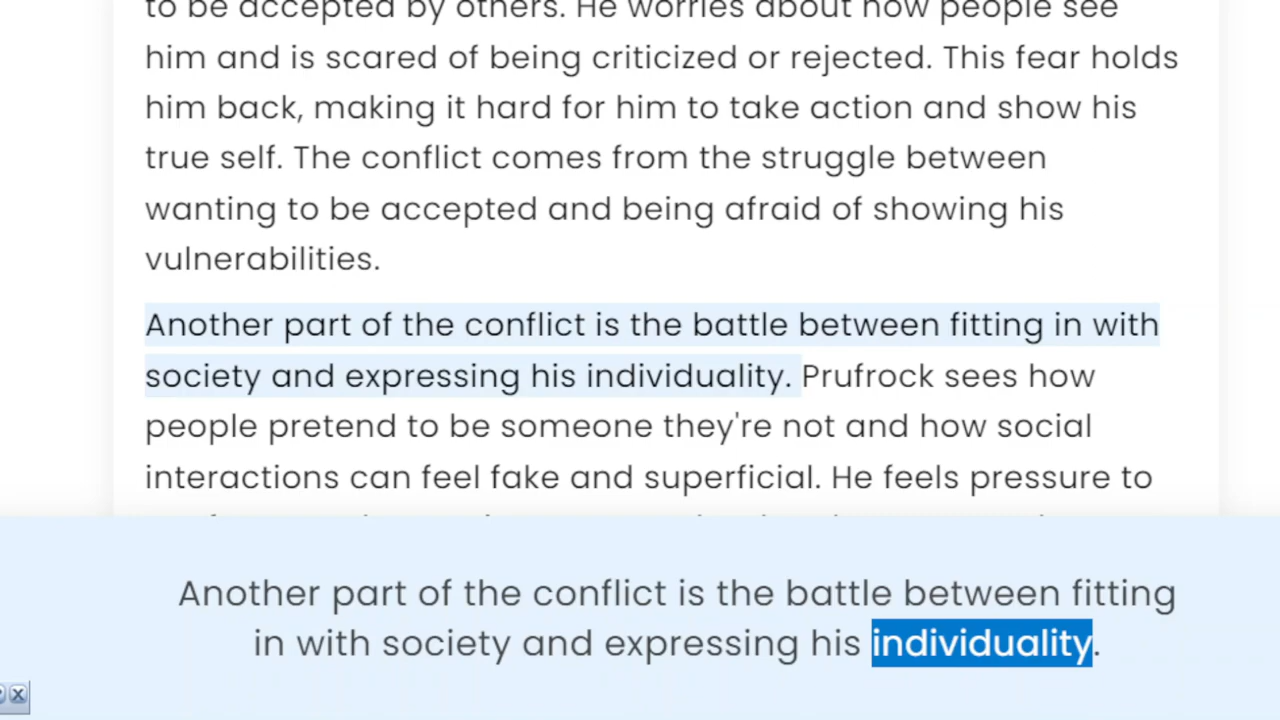 to be accepted by others. He worries about how people see
him and is scared of being criticized or rejected. This fear holds
him back, making it hard for him to take action and show his
true self. The conflict comes from the struggle between
wanting to be accepted and being afraid of showing his
vulnerabilities.
Another part of the conflict is the battle between fitting in with
society and expressing his individuality. Prufrock sees how
people pretend to be someone they're not and how social
interactions can feel fake and superficial. He feels pressure to
Another part of the conflict is the battle between fitting
in with society and expressing his individuality.